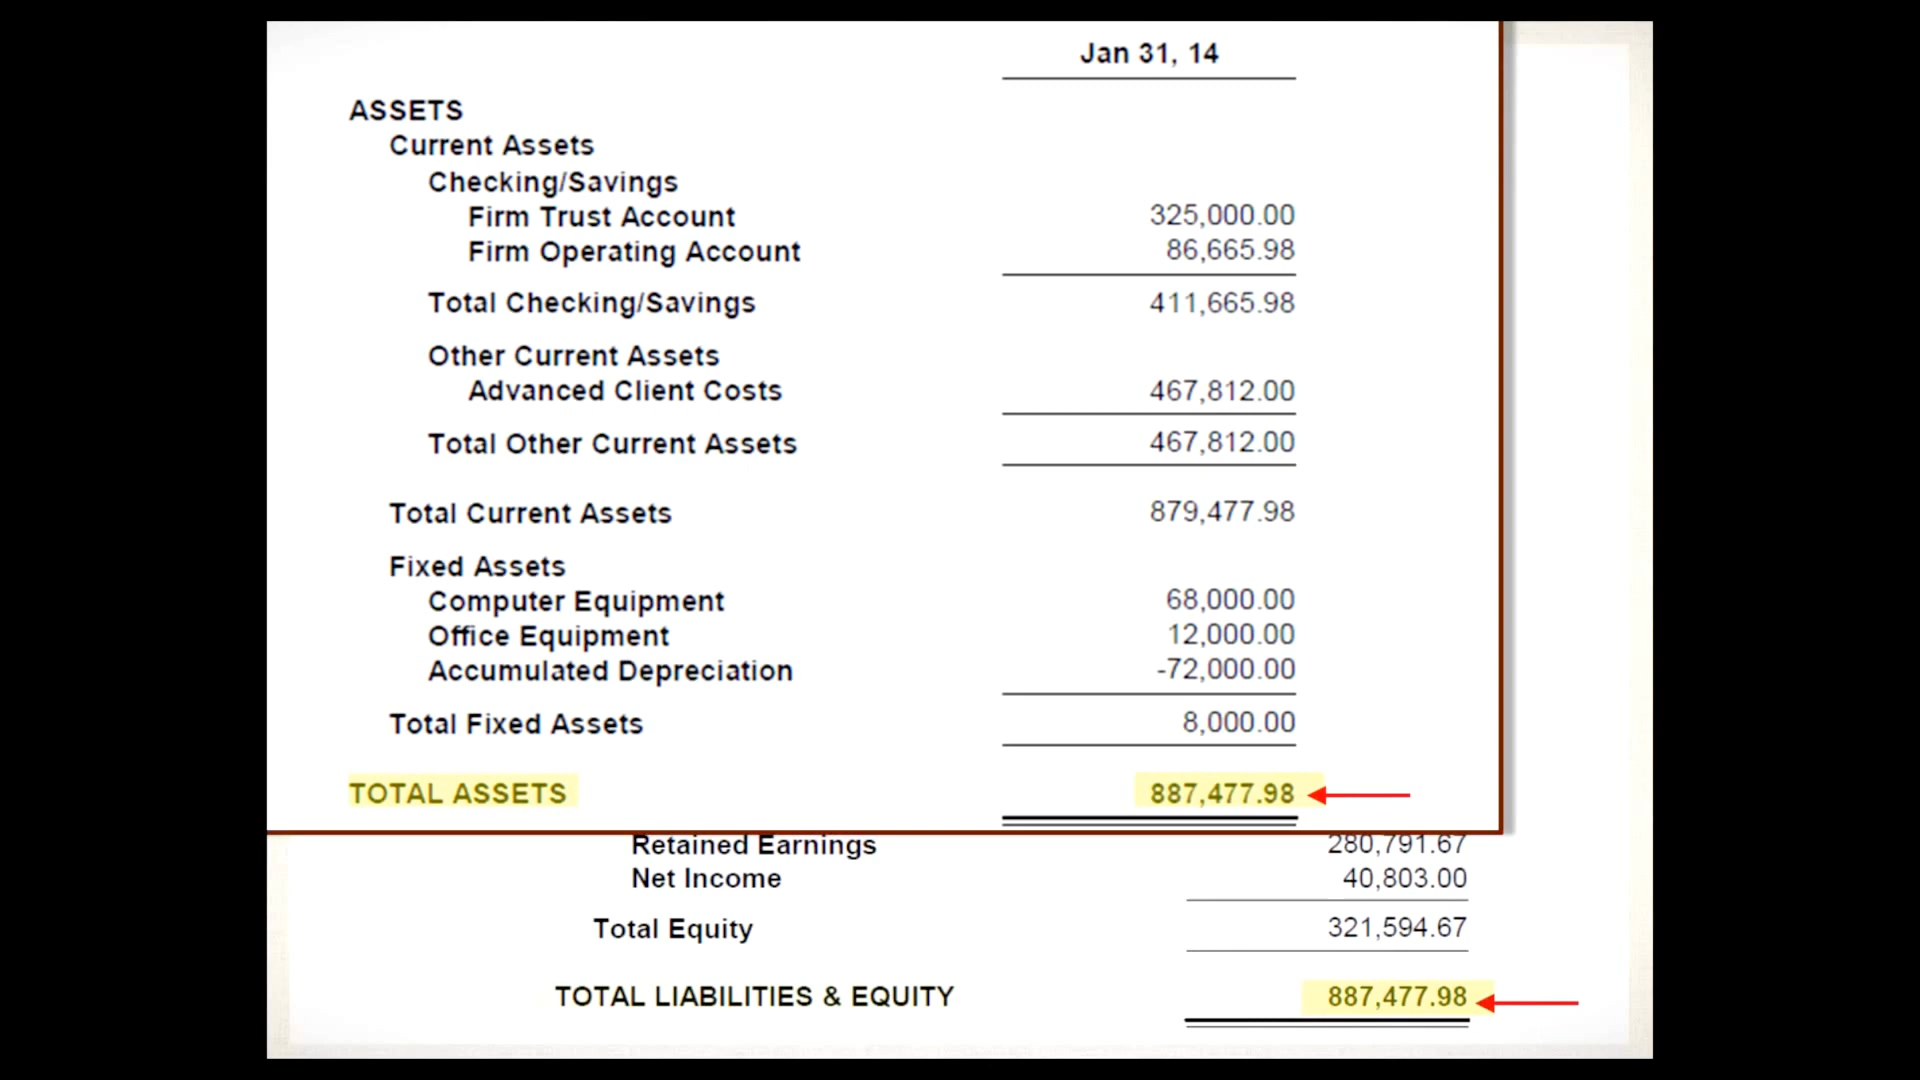 Jan 31, 14
ASSETS
Current Assets
Checking/Savings
Firm Trust Account 325,000.00
Firm Operating Account 86,665.98
Total Checking/Savings 411,665.98
Other Current Assets
Advanced Client Costs 467,812.00
Total Other Current Assets 467,812.00
Total Current Assets 879,477.98
Fixed Assets
Computer Equipment 68,000.00
Office Equipment 12,000.00
Accumulated Depreciation -72,000.00
Total Fixed Assets 8,000.00
TOTAL ASSETS 887,477.98
Retained Earnings 280,791.67
Net Income 40,803.00
Total Equity 321,594.67
TOTAL LIABILITIES & EQUITY 887,477.98